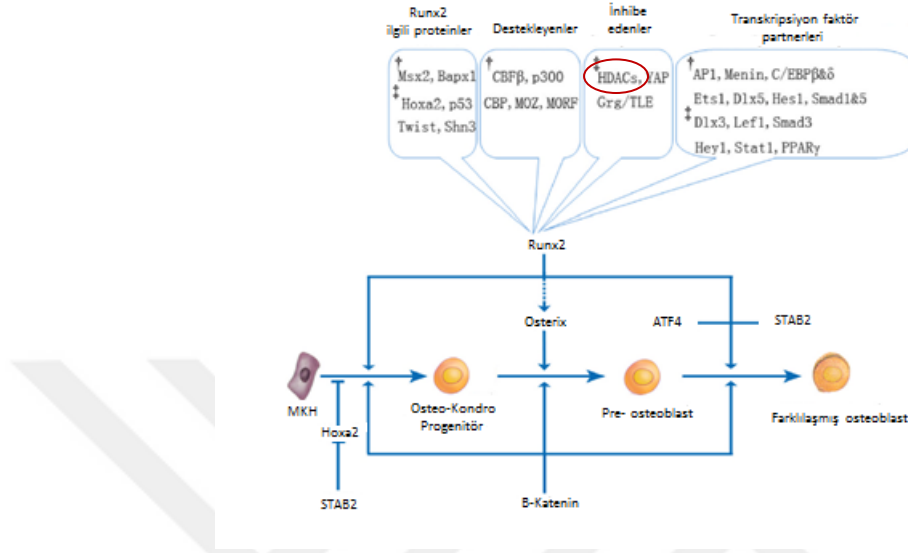 Runx2
ilgili proteinler
†
Msx2, Bapx1
‡
Hoxa2, p53
Twist, Shn3
Destekleyenler
†
CBFβ, p300
CBP, MOZ, MORF
İnhibe
edenler
‡
HDACs, YAP
Grg/TLE
Transkripsiyon faktör
partnerleri
†
AP1, Menin, C/EBPβ&δ
Ets1, Dlx5, Hes1, Smad1&5
‡
Dlx3, Lef1, Smad3
Hey1, Stat1, PPARγ
Runx2
Osterix
ATF4
STAB2
MKH
Osteo-Kondro
Progenitör
Pre- osteoblast
Farklılaşmış osteoblast
Hoxa2
STAB2
B-Katenin